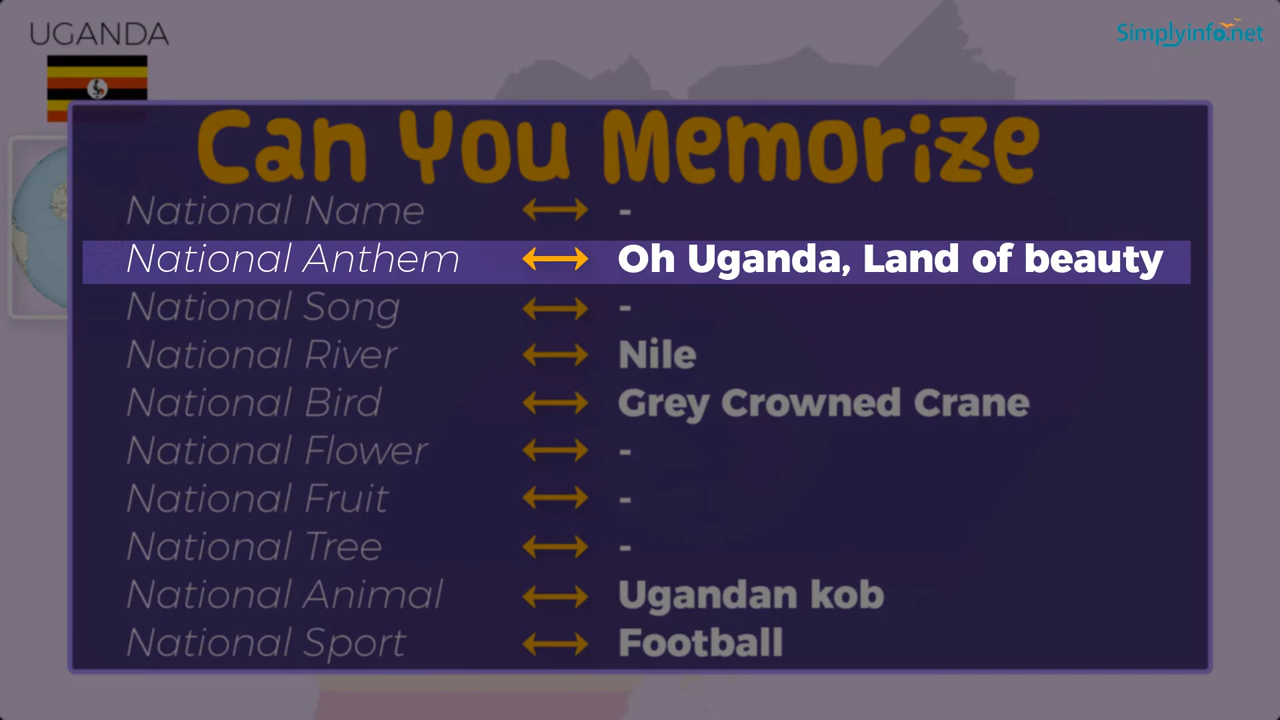 UGANDA
Simplyinfo.net
Can You Memorize
National Name ↔ -
National Anthem ↔ Oh Uganda, Land of beauty
National Song ↔ -
National River ↔ Nile
National Bird ↔ Grey Crowned Crane
National Flower ↔ -
National Fruit ↔ -
National Tree ↔ -
National Animal ↔ Ugandan kob
National Sport ↔ Football